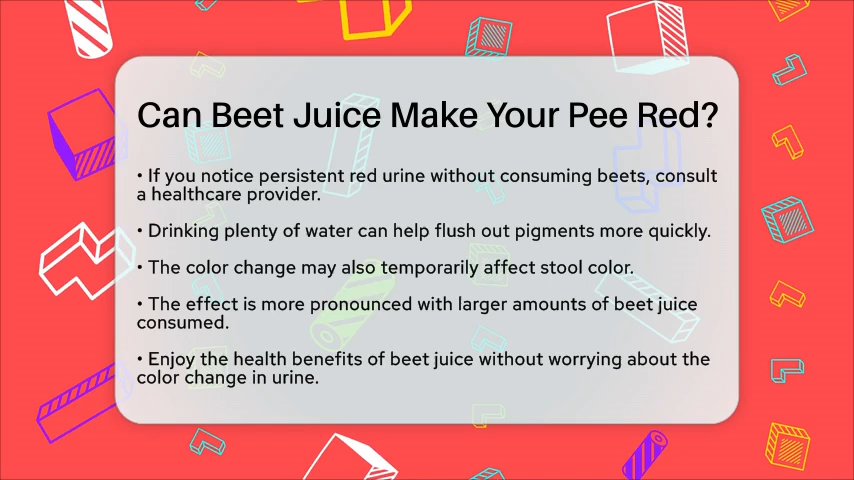 Can Beet Juice Make Your Pee Red?
• If you notice persistent red urine without consuming beets, consult
a healthcare provider.
• Drinking plenty of water can help flush out pigments more quickly.
• The color change may also temporarily affect stool color.
• The effect is more pronounced with larger amounts of beet juice
consumed.
• Enjoy the health benefits of beet juice without worrying about the
color change in urine.